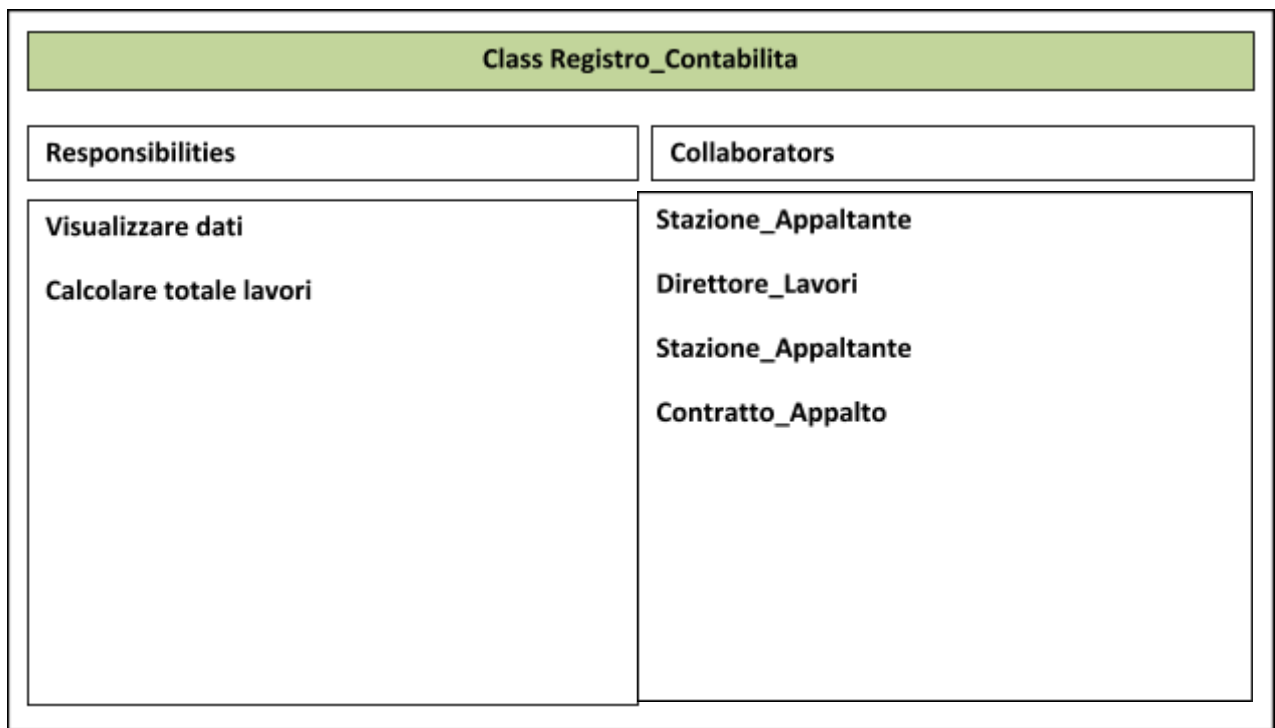 Class Registro_Contabilita
Responsibilities
Collaborators
Visualizzare dati
Calcolare totale lavori
Stazione_Appaltante
Direttore_Lavori
Stazione_Appaltante
Contratto_Appalto